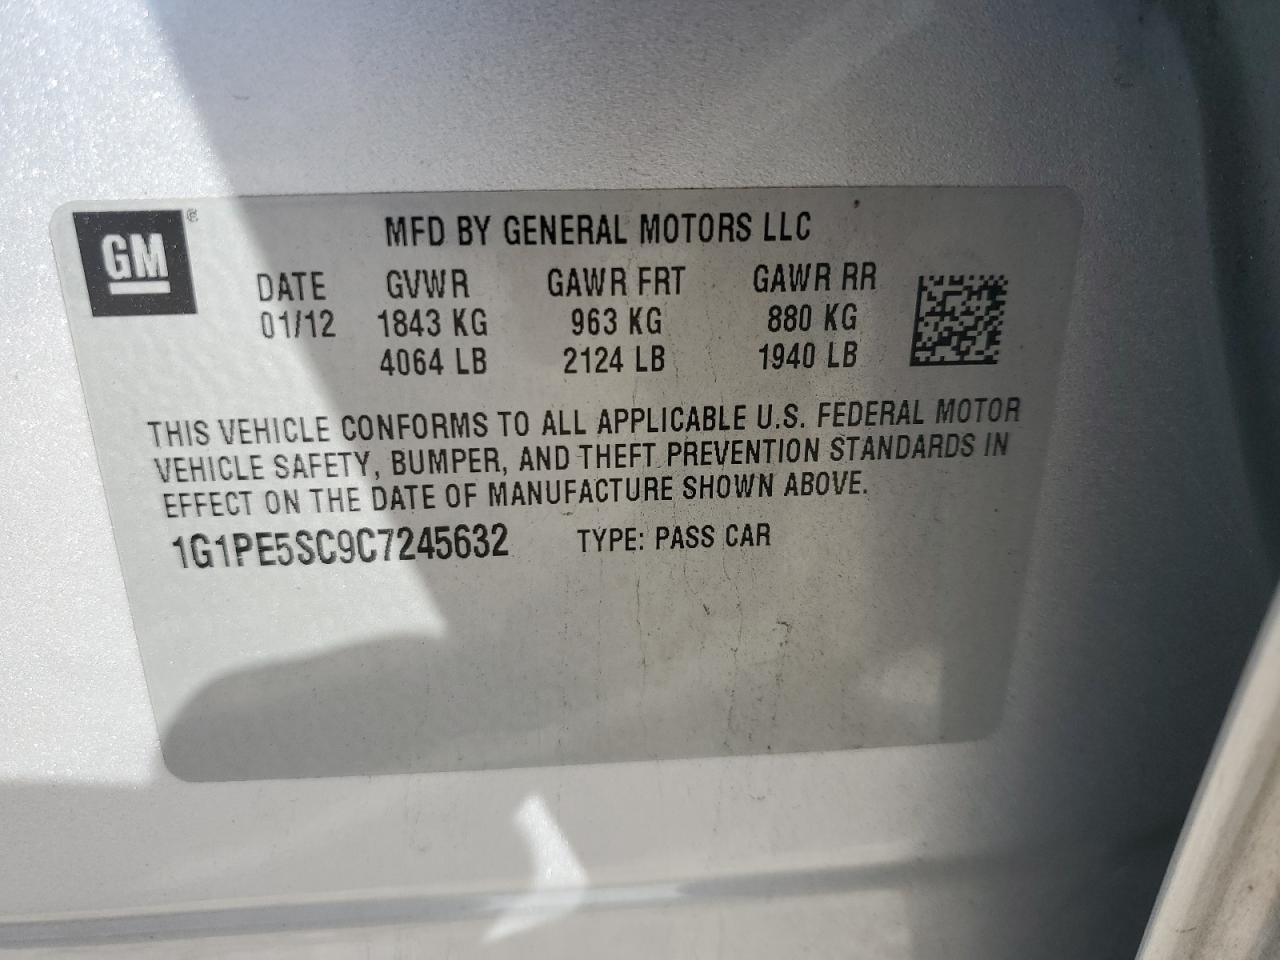 GM
MFD BY GENERAL MOTORS LLC
DATE GVWR GAWR FRT GAWR RR
01/12 1843 KG 963 KG 880 KG
4064 LB 2124 LB 1940 LB
THIS VEHICLE CONFORMS TO ALL APPLICABLE U.S. FEDERAL MOTOR
VEHICLE SAFETY, BUMPER, AND THEFT PREVENTION STANDARDS IN
EFFECT ON THE DATE OF MANUFACTURE SHOWN ABOVE.
1G1PE5SC9C7245632 TYPE: PASS CAR